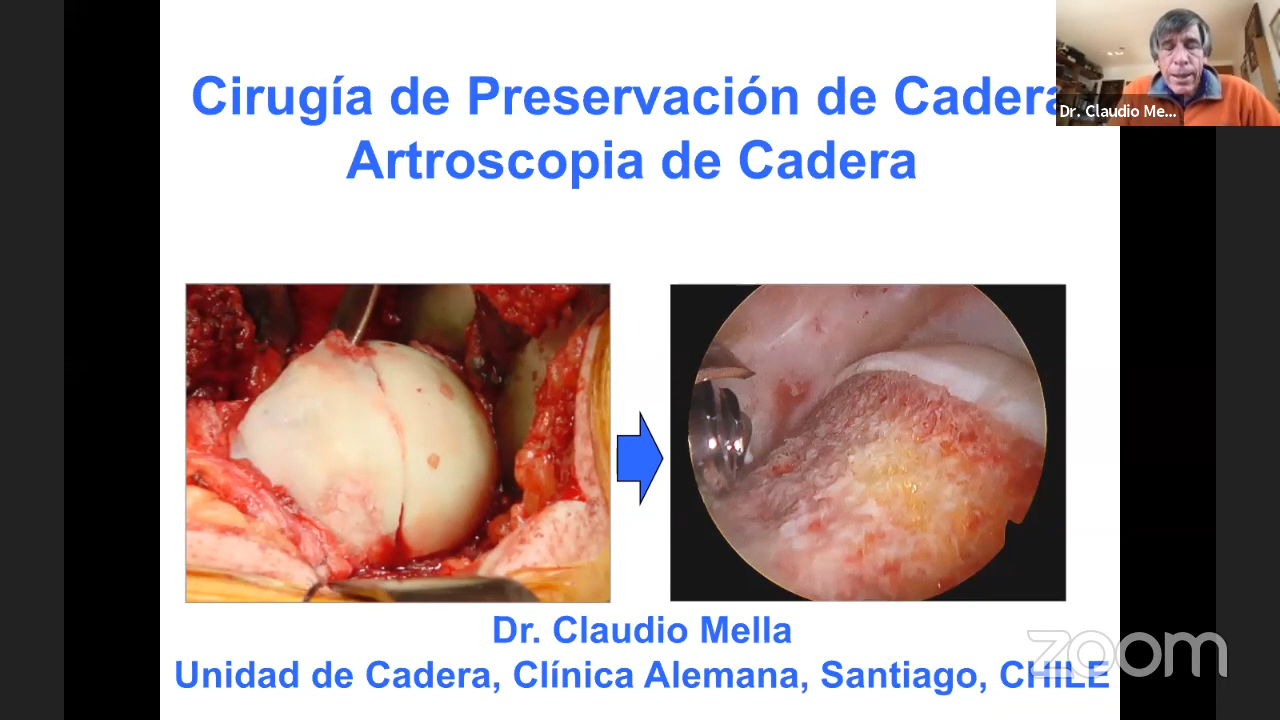 Cirugía de Preservación de Cadera
Artroscopia de Cadera
Dr. Claudio Me...
Dr. Claudio Mella
Unidad de Cadera, Clínica Alemana, Santiago, CHILE
zoom